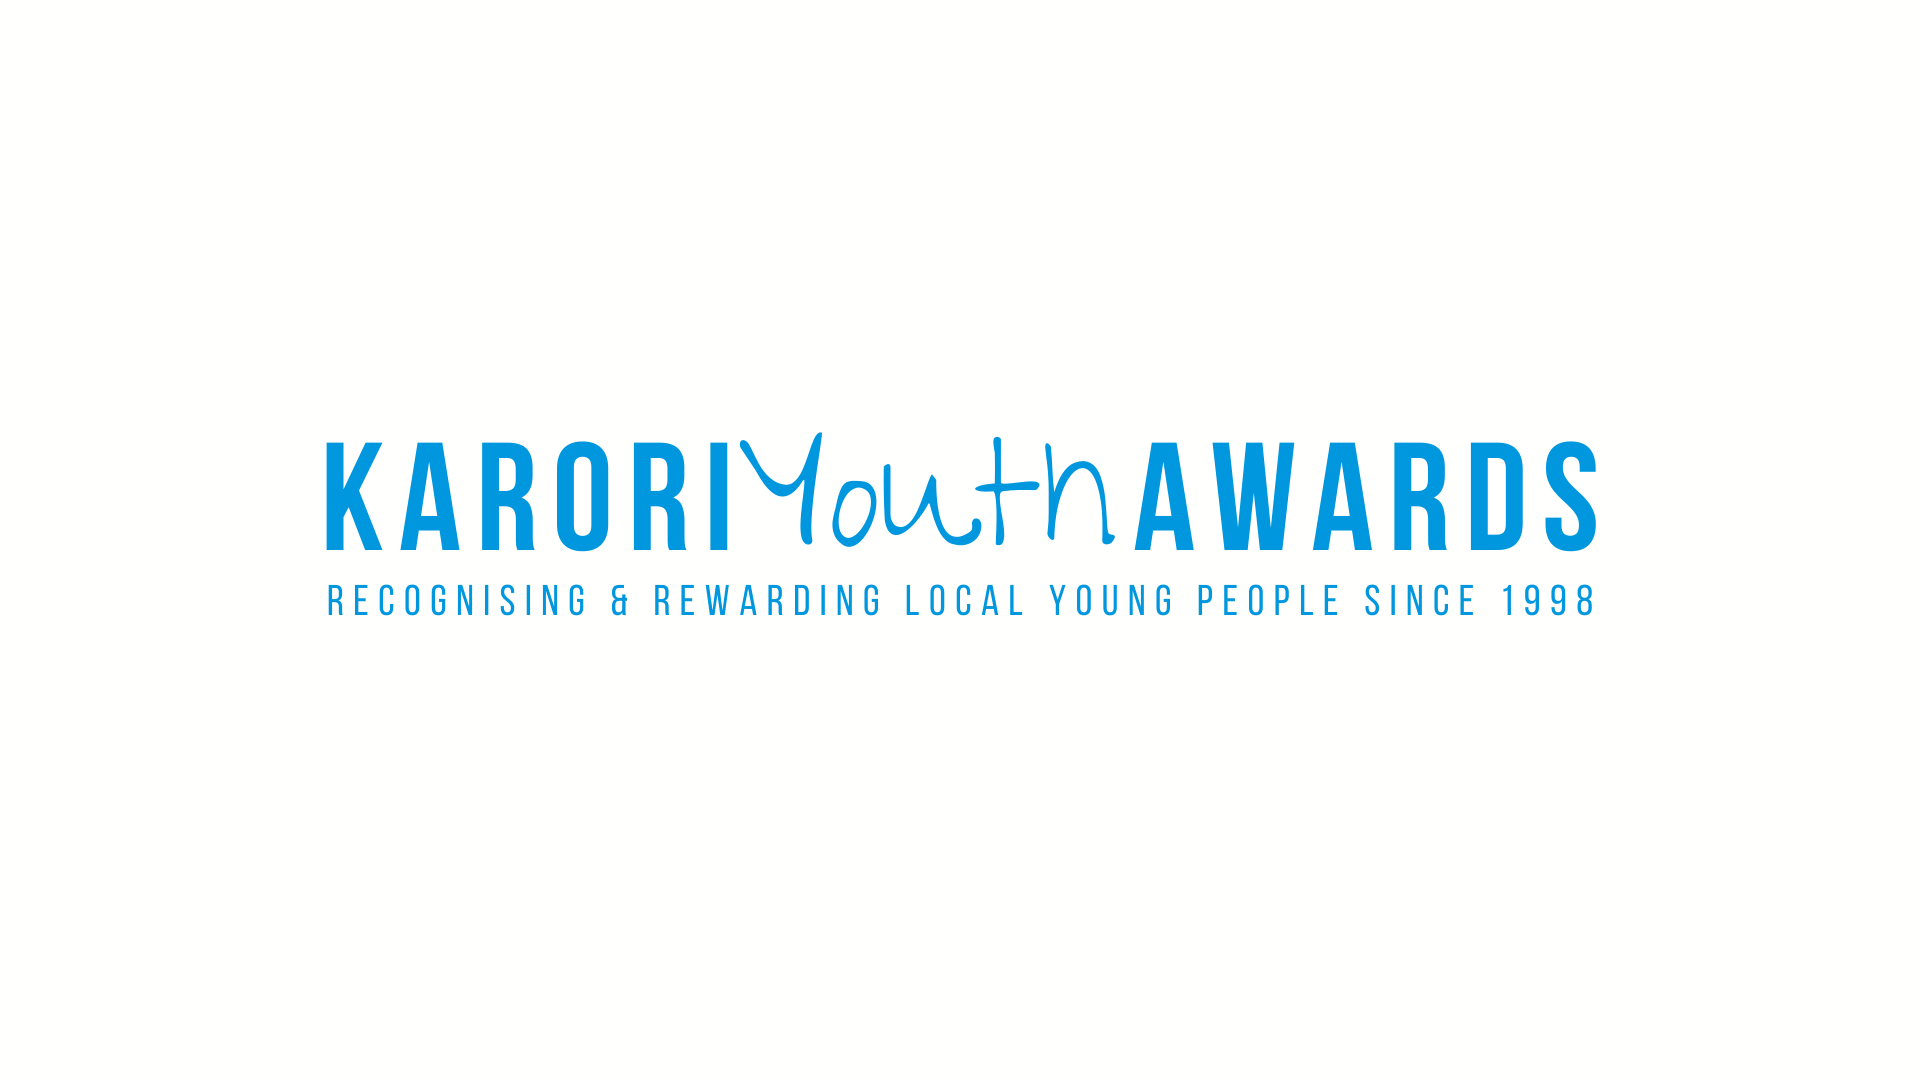 KARORI Youth AWARDS
RECOGNISING & REWARDING LOCAL YOUNG PEOPLE SINCE 1998